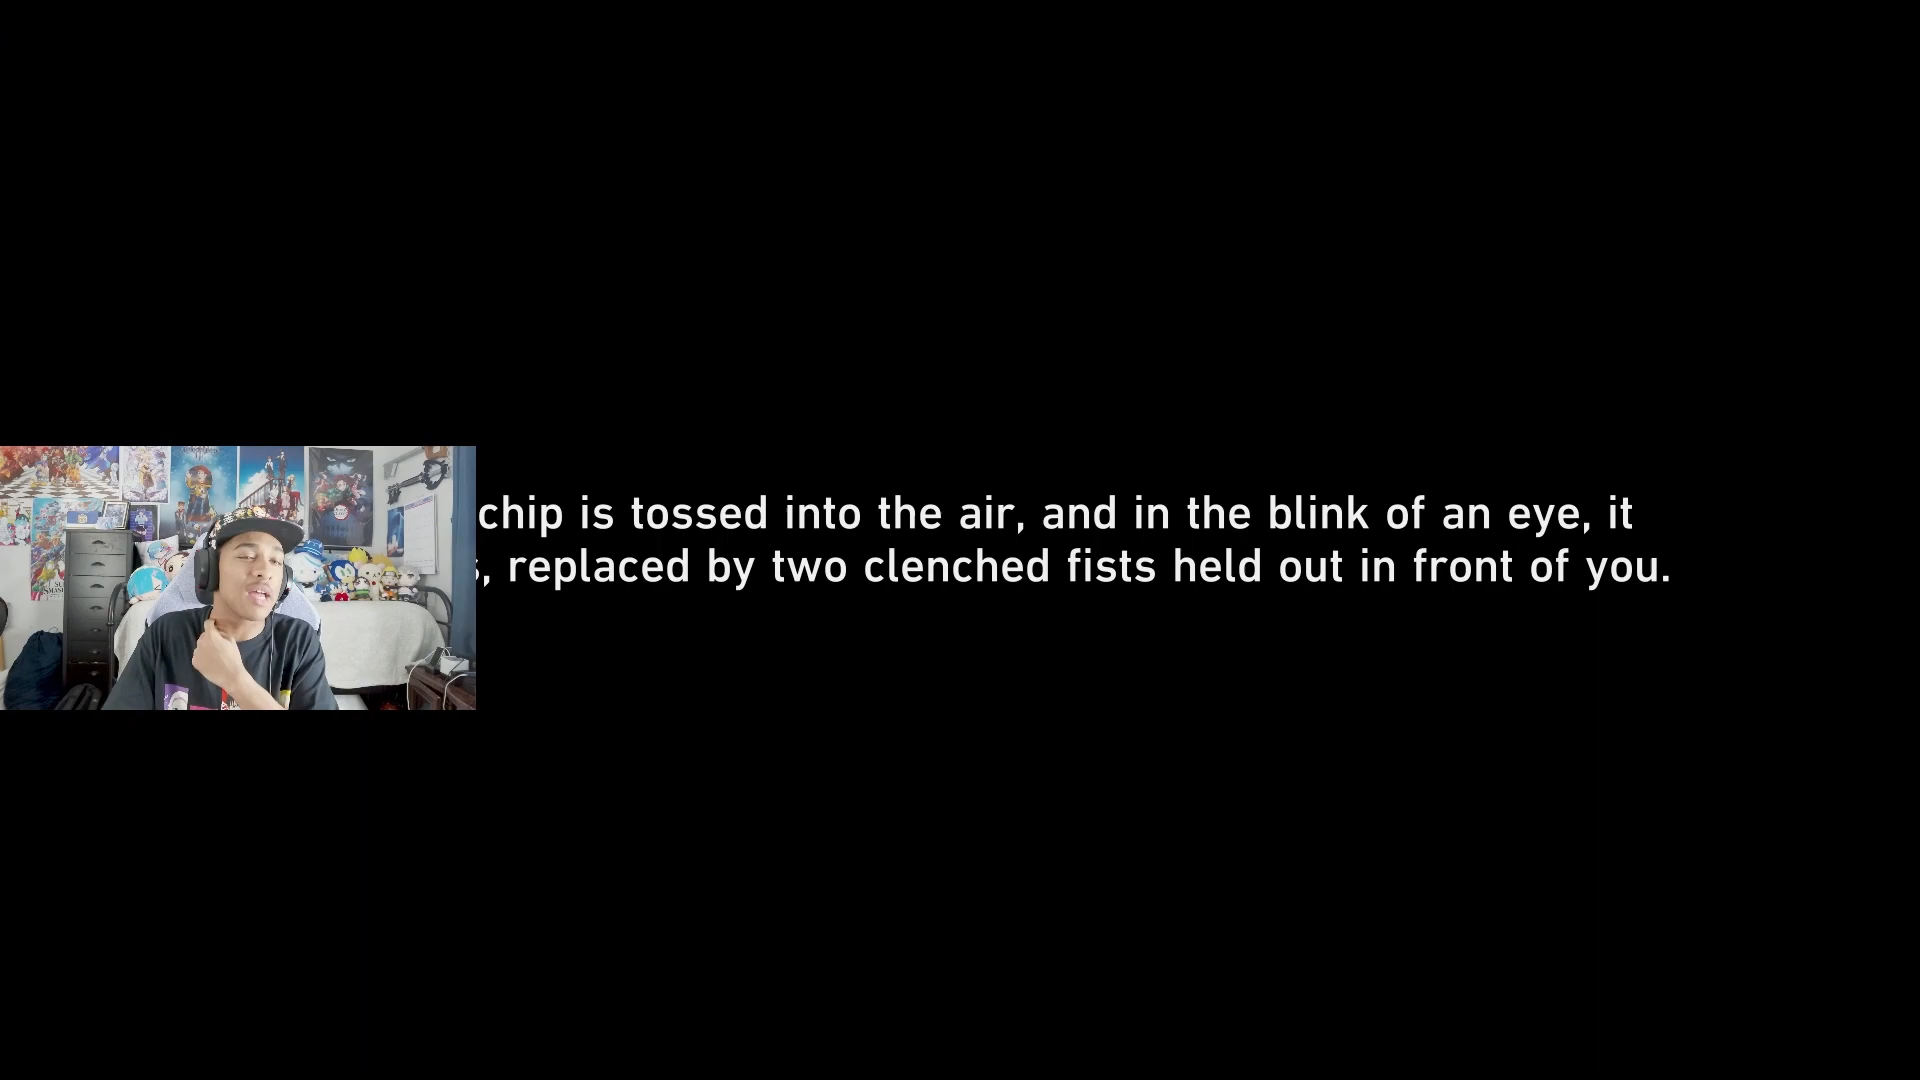 chip is tossed into the air, and in the blink of an eye, it
, replaced by two clenched fists held out in front of you.